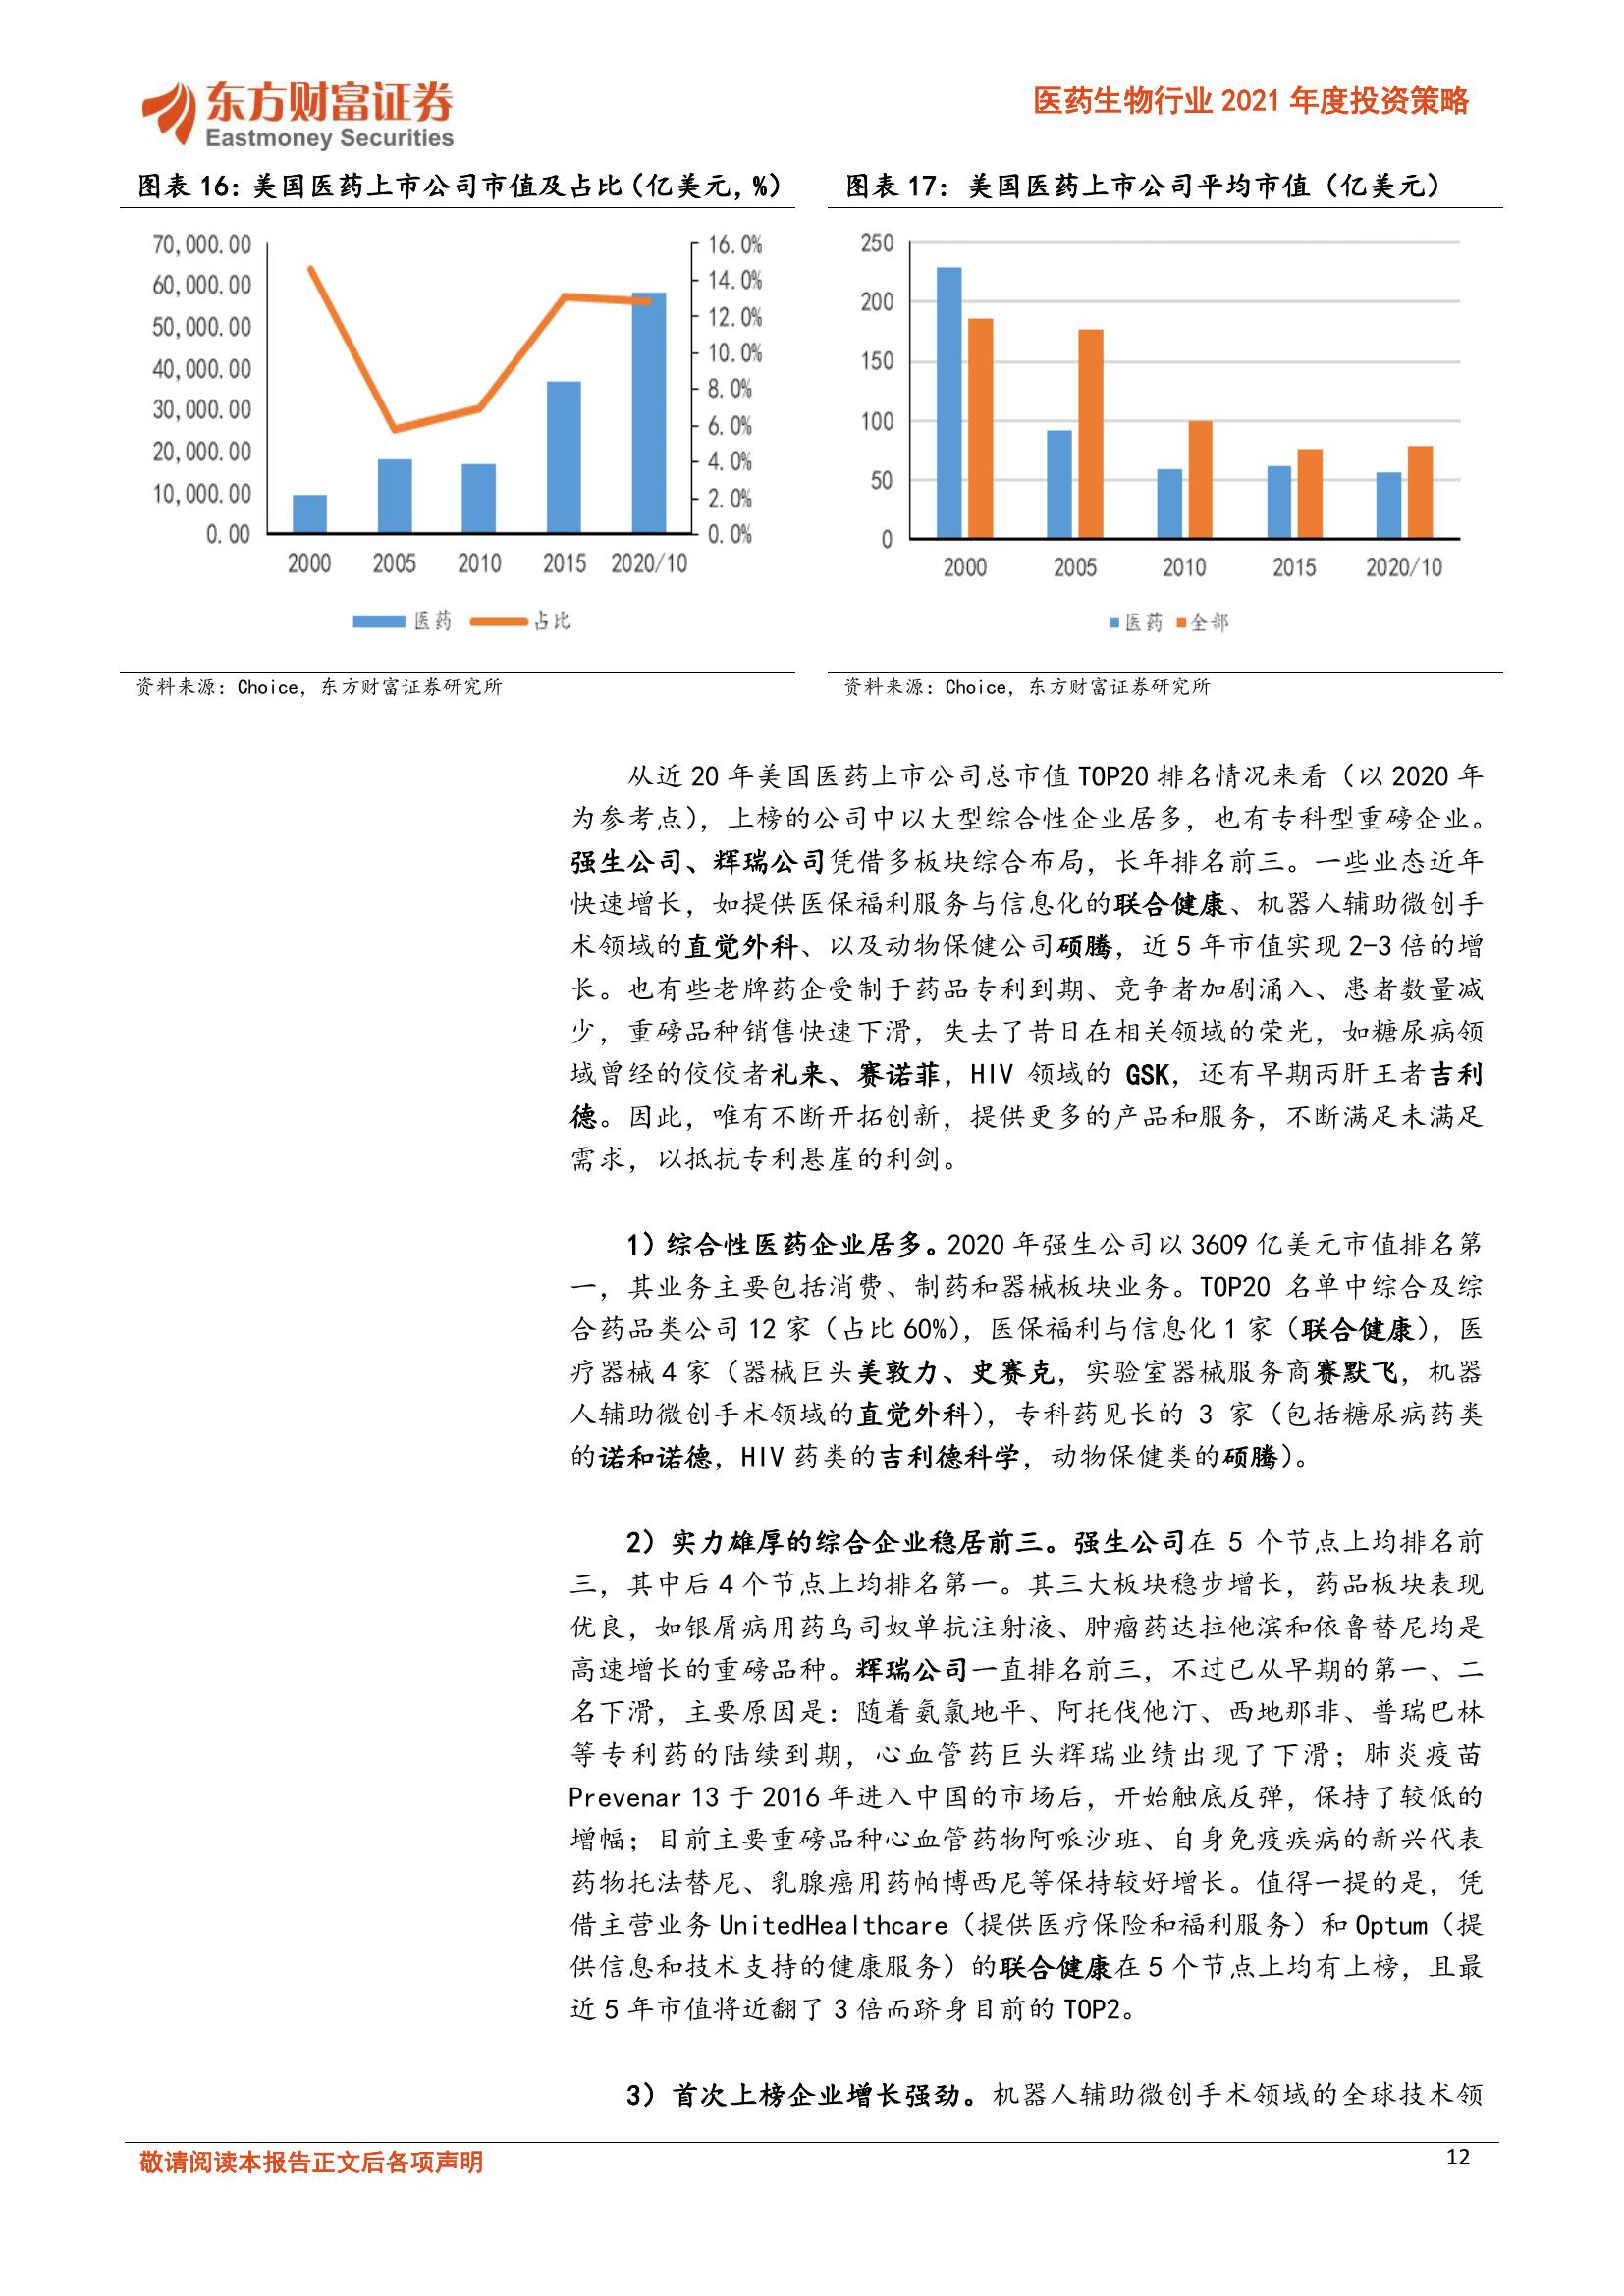 东方财富证券
Eastmoney Securities
医药生物行业 2021 年度投资策略
图表 16：美国医药上市公司市值及占比（亿美元，%）
70,000.00
60,000.00
50,000.00
40,000.00
30,000.00
20,000.00
10,000.00
0.00
16.0%
14.0%
12.0%
10.0%
8.0%
6.0%
4.0%
2.0%
0.0%
2000 2005 2010 2015 2020/10
医药 占比
资料来源：Choice，东方财富证券研究所
图表 17：美国医药上市公司平均市值（亿美元）
250
200
150
100
50
0
2000 2005 2010 2015 2020/10
医药 全部
资料来源：Choice，东方财富证券研究所
从近 20 年美国医药上市公司总市值 TOP20 排名情况来看（以 2020 年
为参考点），上榜的公司中以大型综合性企业居多，也有专科型重磅企业。
强生公司、辉瑞公司凭借多板块综合布局，长年排名前三。一些业态近年
快速增长，如提供医保福利服务与信息化的联合健康、机器人辅助微创手
术领域的直觉外科、以及动物保健公司硕腾，近 5 年市值实现 2-3 倍的增
长。也有些老牌药企受制于药品专利到期、竞争者加剧涌入、患者数量减
少，重磅品种销售快速下滑，失去了昔日在相关领域的荣光，如糖尿病领
域曾经的佼佼者礼来、赛诺菲，HIV 领域的 GSK，还有早期丙肝王者吉利
德。因此，唯有不断开拓创新，提供更多的产品和服务，不断满足未满足
需求，以抵抗专利悬崖的利剑。
1）综合性医药企业居多。2020 年强生公司以 3609 亿美元市值排名第
一，其业务主要包括消费、制药和器械板块业务。TOP20 名单中综合及综
合药品类公司 12 家（占比 60%），医保福利与信息化 1 家（联合健康），医
疗器械 4 家（器械巨头美敦力、史赛克，实验室器械服务商赛默飞，机器
人辅助微创手术领域的直觉外科），专科药见长的 3 家（包括糖尿病药类
的诺和诺德，HIV 药类的吉利德科学，动物保健类的硕腾）。
2）实力雄厚的综合企业稳居前三。强生公司在 5 个节点上均排名前
三，其中后 4 个节点上均排名第一。其三大板块稳步增长，药品板块表现
优良，如银屑病用药乌司奴单抗注射液、肿瘤药达拉他滨和依鲁替尼均是
高速增长的重磅品种。辉瑞公司一直排名前三，不过已从早期的第一、二
名下滑，主要原因是：随着氨氯地平、阿托伐他汀、西地那非、普瑞巴林
等专利药的陆续到期，心血管药巨头辉瑞业绩出现了下滑；肺炎疫苗
Prevenar 13 于 2016 年进入中国的市场后，开始触底反弹，保持了较低的
增幅；目前主要重磅品种心血管药物阿哌沙班、自身免疫疾病的新兴代表
药物托法替尼、乳腺癌用药帕博西尼等保持较好增长。值得一提的是，凭
借主营业务 UnitedHealthcare（提供医疗保险和福利服务）和 Optum（提
供信息和技术支持的健康服务）的联合健康在 5 个节点上均有上榜，且最
近 5 年市值将近翻了 3 倍而跻身目前的 TOP2。
3）首次上榜企业增长强劲。机器人辅助微创手术领域的全球技术领
敬请阅读本报告正文后各项声明
12